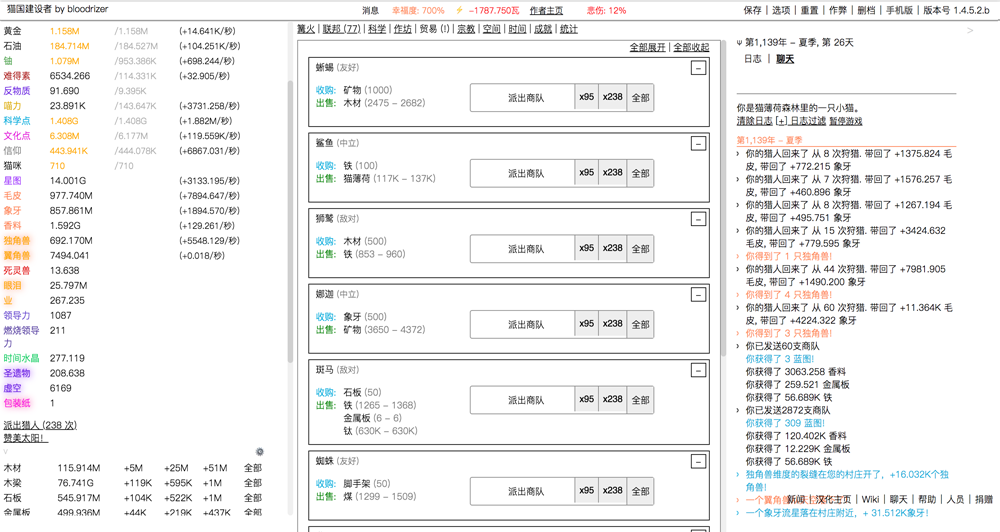 猫国建设者 by bloodrizer
消息 幸福度: 700% ⚡ -1787.750瓦 作者主页 悲伤: 12%
保存 | 选项 | 重置 | 作弊 | 删档 | 手机版 | 版本号 1.4.5.2.b
黄金 1.158M /1.158M (+14.641K/秒)
石油 184.714M /184.527M (+104.251K/秒)
铀 1.079M /953.386K (+698.244/秒)
难得素 6534.266 /114.331K (+32.905/秒)
反物质 91.690 /9.395K
喵力 23.891K /143.647K (+3731.258/秒)
科学点 1.408G /1.408G (+1.882M/秒)
文化点 6.308M /6.177M (+119.559K/秒)
信仰 443.941K /444.078K (+6867.031/秒)
猫咪 710 /710
星图 14.001G (+3133.195/秒)
毛皮 977.740M (+7894.647/秒)
象牙 857.861M (+1894.570/秒)
香料 1.592G (+129.261/秒)
独角兽 692.170M (+5548.129/秒)
翼角兽 7494.041 (+0.018/秒)
死灵兽 13.638
眼泪 25.797M
业 267.235
领导力 1087
燃烧领导力 211
时间水晶 277.119
圣遗物 208.638
虚空 6169
包装纸 1
派出猎人 (238 次)
赞美太阳!
v
木材 115.914M +5M +25M +51M 全部
木梁 76.741G +119K +595K +1M 全部
石板 545.917M +104K +522K +1M 全部
金属板 499.936M +44K +219K +437K 全部
篝火 | 联邦 (77) | 科学 | 作坊 | 贸易 (!) | 宗教 | 空间 | 时间 | 成就 | 统计
全部展开 | 全部收起
蜥蜴 (友好) −
收购: 矿物 (1000)
出售: 木材 (2475 − 2682)
派出商队 x95 x238 全部
鲨鱼 (中立) −
收购: 铁 (100)
出售: 猫薄荷 (117K − 137K)
派出商队 x95 x238 全部
狮鹫 (敌对) −
收购: 木材 (500)
出售: 铁 (853 − 960)
派出商队 x95 x238 全部
娜迦 (中立) −
收购: 象牙 (500)
出售: 矿物 (3650 − 4372)
派出商队 x95 x238 全部
斑马 (敌对) −
收购: 石板 (50)
出售: 铁 (1265 − 1368)
金属板 (6 − 6)
钛 (630K − 630K)
派出商队 x95 x238 全部
蜘蛛 (友好) −
收购: 脚手架 (50)
出售: 煤 (1299 − 1509)
派出商队 x95 x238 全部
>
Ψ 第1,139年 − 夏季, 第 26天
日志 | 聊天
你是猫薄荷森林里的一只小猫。
清除日志 [+] 日志过滤 暂停游戏
第1,139年 − 夏季
› 你的猎人回来了 从 8 次狩猎. 带回了 +1375.824 毛
皮, 带回了 +772.215 象牙
› 你的猎人回来了 从 7 次狩猎. 带回了 +1576.257 毛
皮, 带回了 +460.896 象牙
› 你的猎人回来了 从 8 次狩猎. 带回了 +1267.194 毛
皮, 带回了 +495.751 象牙
› 你的猎人回来了 从 15 次狩猎. 带回了 +3424.632
毛皮, 带回了 +779.595 象牙
› 你得到了 1 只独角兽!
› 你的猎人回来了 从 44 次狩猎. 带回了 +7981.905
毛皮, 带回了 +1490.200 象牙
› 你得到了 4 只独角兽!
› 你的猎人回来了 从 60 次狩猎. 带回了 +11.364K 毛
皮, 带回了 +4224.322 象牙
› 你得到了 3 只独角兽!
› 你已发送60支商队
你获得了 3 蓝图!
你获得了 3063.258 香料
你获得了 259.521 金属板
你获得了 56.689K 铁
› 你已发送2872支商队
你获得了 309 蓝图!
你获得了 120.402K 香料
你获得了 12.229K 金属板
你获得了 56.689K 铁
› 独角兽维度的裂缝在您的村庄开了, +16.032K个独
角兽!
› 一个翼角
新闻 | 汉化主页 | Wiki | 聊天 | 帮助 | 人员 | 捐赠
› 一个象牙流星落在村庄附近, + 31.512K象牙!